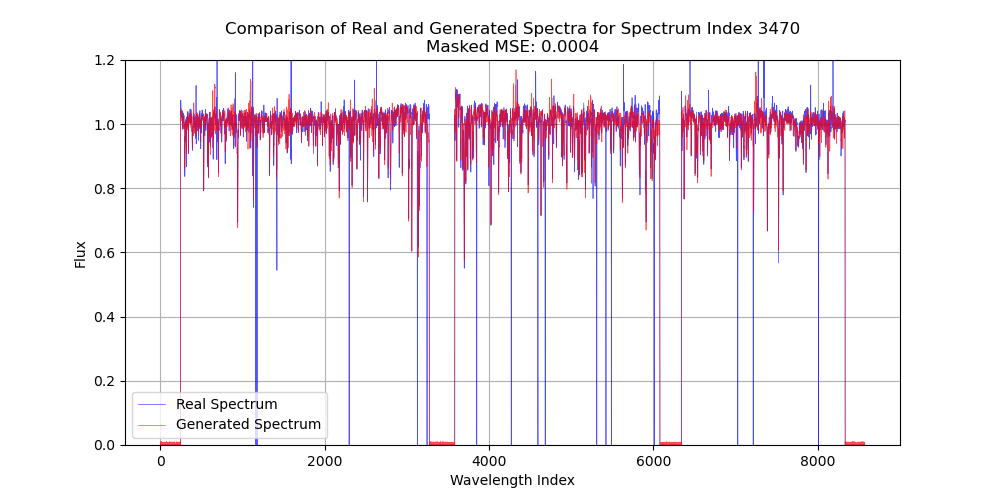 Comparison of Real and Generated Spectra for Spectrum Index 3470
Masked MSE: 0.0004
1.2
1.0
0.8
0.6
0.4
0.2
0.0
Flux
Real Spectrum
Generated Spectrum
0 2000 4000 6000 8000
Wavelength Index